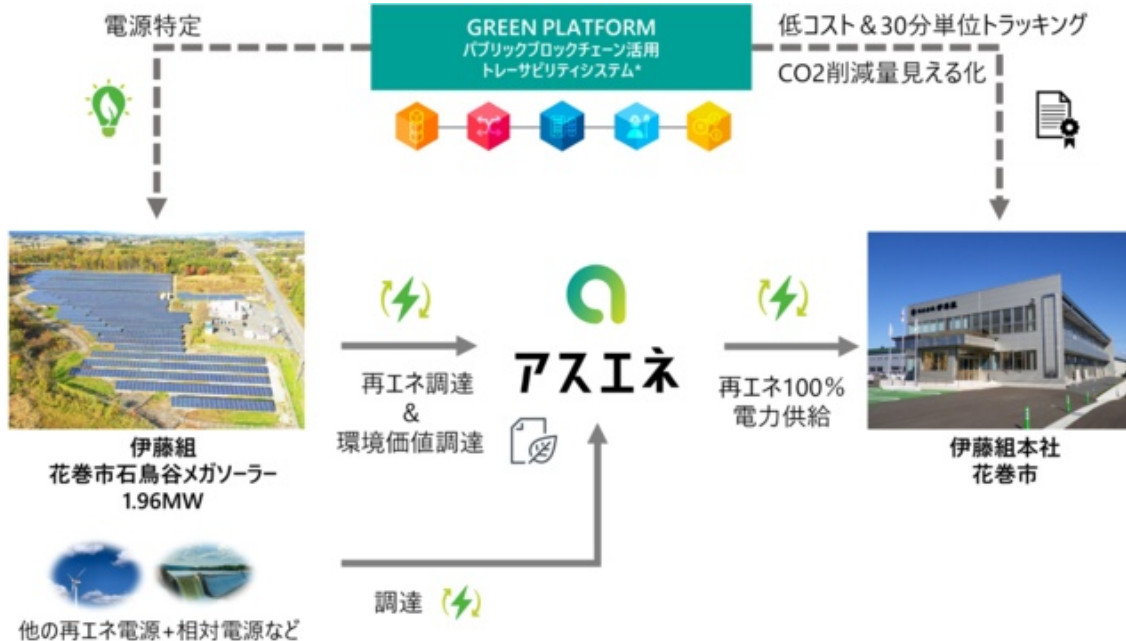 電源特定
GREEN PLATFORM
パブリックブロックチェーン活用
トレーサビリティシステム*
低コスト&30分単位トラッキング
CO2削減量見える化
再エネ調達
&
環境価値調達
アスエネ
再エネ100%
電力供給
伊藤組
花巻市石鳥谷メガソーラー
1.96MW
伊藤組本社
花巻市
調達
他の再エネ電源+相対電源など